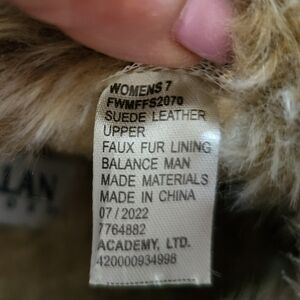 WOMENS 7
FWMFFS2070
SUEDE LEATHER
UPPER
FAUX FUR LINING
BALANCE MAN
MADE MATERIALS
MADE IN CHINA
07/2022
7764882
ACADEMY, LTD.
420000934998